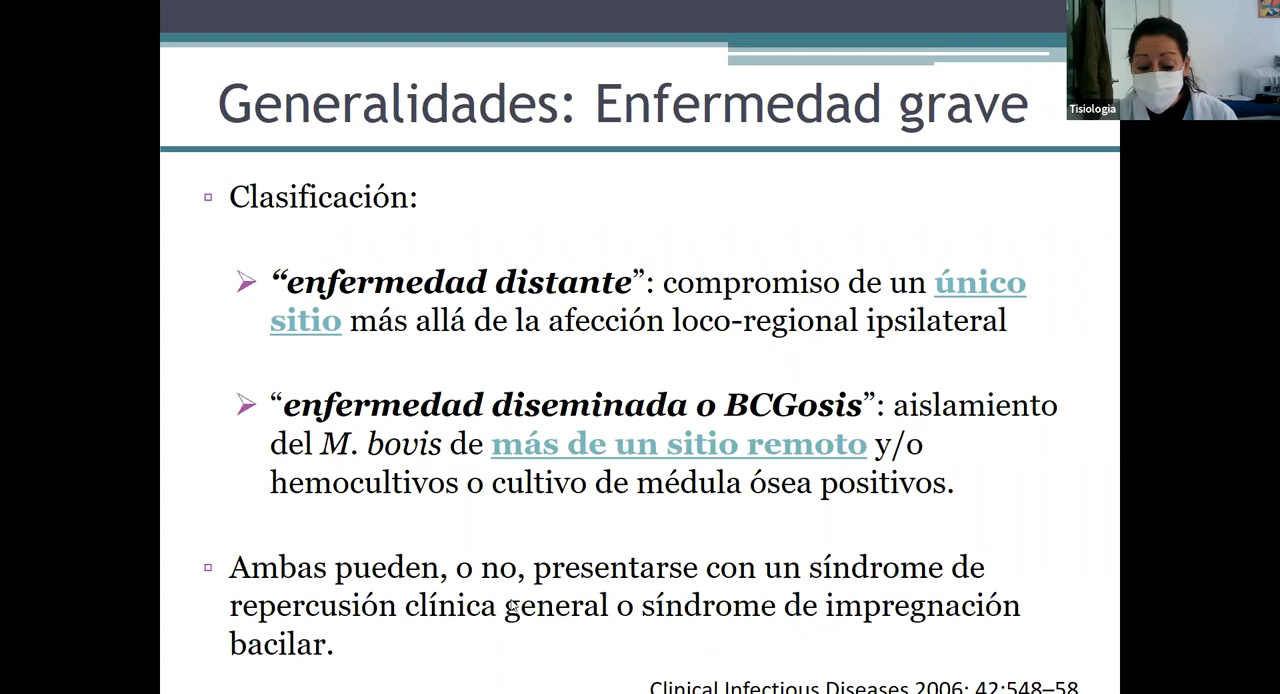 Generalidades: Enfermedad grave
Tisiologia
▫ Clasificación:
➢ “enfermedad distante”: compromiso de un único
sitio más allá de la afección loco-regional ipsilateral
➢ “enfermedad diseminada o BCGosis”: aislamiento
del M. bovis de más de un sitio remoto y/o
hemocultivos o cultivo de médula ósea positivos.
▫ Ambas pueden, o no, presentarse con un síndrome de
repercusión clínica general o síndrome de impregnación
bacilar.
Clinical Infectious Diseases 2006; 42:548–58